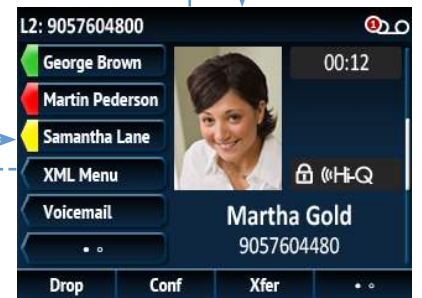 L2: 9057604800
1
George Brown
00:12
Martin Pederson
Samantha Lane
XML Menu
Hi-Q
Voicemail
Martha Gold
9057604480
Drop Conf Xfer